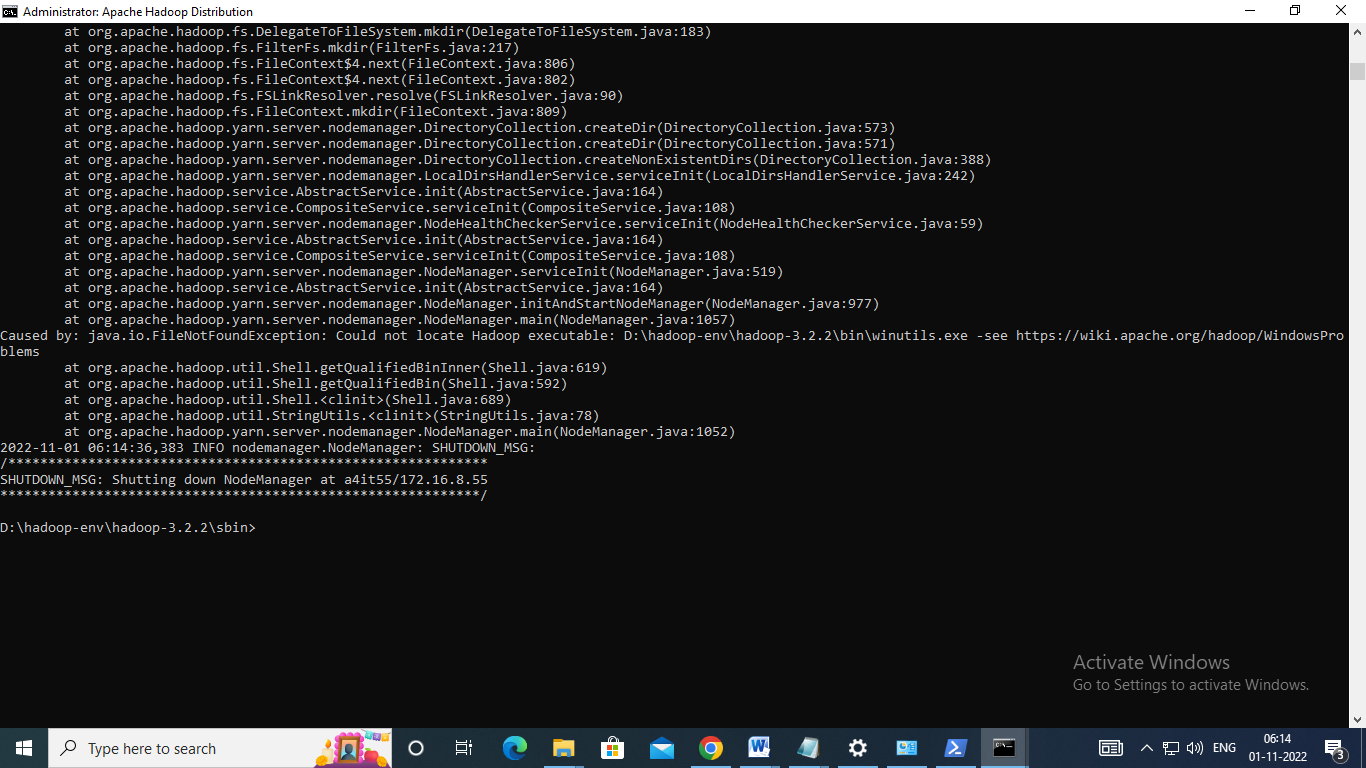 Administrator: Apache Hadoop Distribution
at org.apache.hadoop.fs.DelegateToFileSystem.mkdir(DelegateToFileSystem.java:183)
at org.apache.hadoop.fs.FilterFs.mkdir(FilterFs.java:217)
at org.apache.hadoop.fs.FileContext$4.next(FileContext.java:806)
at org.apache.hadoop.fs.FileContext$4.next(FileContext.java:802)
at org.apache.hadoop.fs.FSLinkResolver.resolve(FSLinkResolver.java:90)
at org.apache.hadoop.fs.FileContext.mkdir(FileContext.java:809)
at org.apache.hadoop.yarn.server.nodemanager.DirectoryCollection.createDir(DirectoryCollection.java:573)
at org.apache.hadoop.yarn.server.nodemanager.DirectoryCollection.createDir(DirectoryCollection.java:571)
at org.apache.hadoop.yarn.server.nodemanager.DirectoryCollection.createNonExistentDirs(DirectoryCollection.java:388)
at org.apache.hadoop.yarn.server.nodemanager.LocalDirsHandlerService.serviceInit(LocalDirsHandlerService.java:242)
at org.apache.hadoop.service.AbstractService.init(AbstractService.java:164)
at org.apache.hadoop.service.CompositeService.serviceInit(CompositeService.java:108)
at org.apache.hadoop.yarn.server.nodemanager.NodeHealthCheckerService.serviceInit(NodeHealthCheckerService.java:59)
at org.apache.hadoop.service.AbstractService.init(AbstractService.java:164)
at org.apache.hadoop.service.CompositeService.serviceInit(CompositeService.java:108)
at org.apache.hadoop.yarn.server.nodemanager.NodeManager.serviceInit(NodeManager.java:519)
at org.apache.hadoop.service.AbstractService.init(AbstractService.java:164)
at org.apache.hadoop.yarn.server.nodemanager.NodeManager.initAndStartNodeManager(NodeManager.java:977)
at org.apache.hadoop.yarn.server.nodemanager.NodeManager.main(NodeManager.java:1057)
Caused by: java.io.FileNotFoundException: Could not locate Hadoop executable: D:\hadoop-env\hadoop-3.2.2\bin\winutils.exe -see https://wiki.apache.org/hadoop/WindowsPro
blems
at org.apache.hadoop.util.Shell.getQualifiedBinInner(Shell.java:619)
at org.apache.hadoop.util.Shell.getQualifiedBin(Shell.java:592)
at org.apache.hadoop.util.Shell.<clinit>(Shell.java:689)
at org.apache.hadoop.util.StringUtils.<clinit>(StringUtils.java:78)
at org.apache.hadoop.yarn.server.nodemanager.NodeManager.main(NodeManager.java:1052)
2022-11-01 06:14:36,383 INFO nodemanager.NodeManager: SHUTDOWN_MSG:
/************************************************************
SHUTDOWN_MSG: Shutting down NodeManager at a4it55/172.16.8.55
************************************************************/
D:\hadoop-env\hadoop-3.2.2\sbin>
Activate Windows
Go to Settings to activate Windows.
Type here to search
ENG
06:14
01-11-2022
3